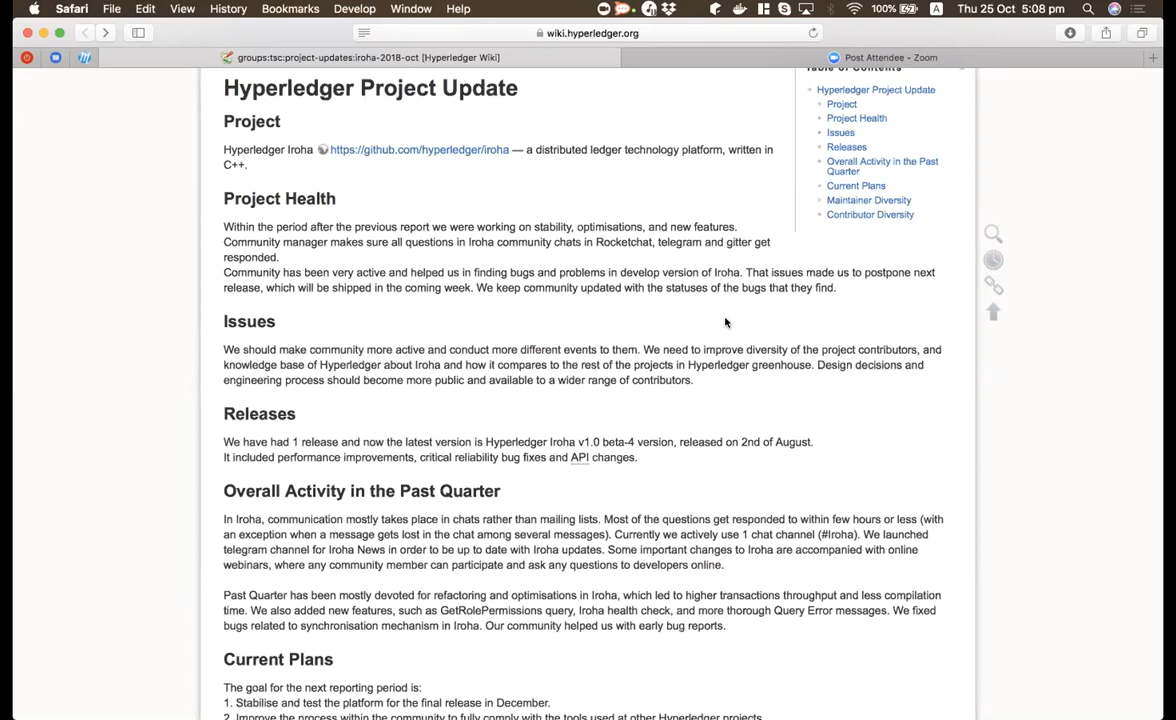 Safari File Edit View History Bookmarks Develop Window Help 100% A Thu 25 Oct 5:08 pm
wiki.hyperledger.org
groups:tsc:project-updates:iroha-2018-oct [Hyperledger Wiki] Post Attendee - Zoom
Table of Contents
Hyperledger Project Update
Project
Project Health
Issues
Releases
Overall Activity in the Past
Quarter
Current Plans
Maintainer Diversity
Contributor Diversity
Hyperledger Project Update
Project
Hyperledger Iroha https://github.com/hyperledger/iroha — a distributed ledger technology platform, written in
C++.
Project Health
Within the period after the previous report we were working on stability, optimisations, and new features.
Community manager makes sure all questions in Iroha community chats in Rocketchat, telegram and gitter get
responded.
Community has been very active and helped us in finding bugs and problems in develop version of Iroha. That issues made us to postpone next
release, which will be shipped in the coming week. We keep community updated with the statuses of the bugs that they find.
Issues
We should make community more active and conduct more different events to them. We need to improve diversity of the project contributors, and
knowledge base of Hyperledger about Iroha and how it compares to the rest of the projects in Hyperledger greenhouse. Design decisions and
engineering process should become more public and available to a wider range of contributors.
Releases
We have had 1 release and now the latest version is Hyperledger Iroha v1.0 beta-4 version, released on 2nd of August.
It included performance improvements, critical reliability bug fixes and API changes.
Overall Activity in the Past Quarter
In Iroha, communication mostly takes place in chats rather than mailing lists. Most of the questions get responded to within few hours or less (with
an exception when a message gets lost in the chat among several messages). Currently we actively use 1 chat channel (#Iroha). We launched
telegram channel for Iroha News in order to be up to date with Iroha updates. Some important changes to Iroha are accompanied with online
webinars, where any community member can participate and ask any questions to developers online.
Past Quarter has been mostly devoted for refactoring and optimisations in Iroha, which led to higher transactions throughput and less compilation
time. We also added new features, such as GetRolePermissions query, Iroha health check, and more thorough Query Error messages. We fixed
bugs related to synchronisation mechanism in Iroha. Our community helped us with early bug reports.
Current Plans
The goal for the next reporting period is:
1. Stabilise and test the platform for the final release in December.
2. Improve the process within the community to fully comply with the tools used at other Hyperledger projects